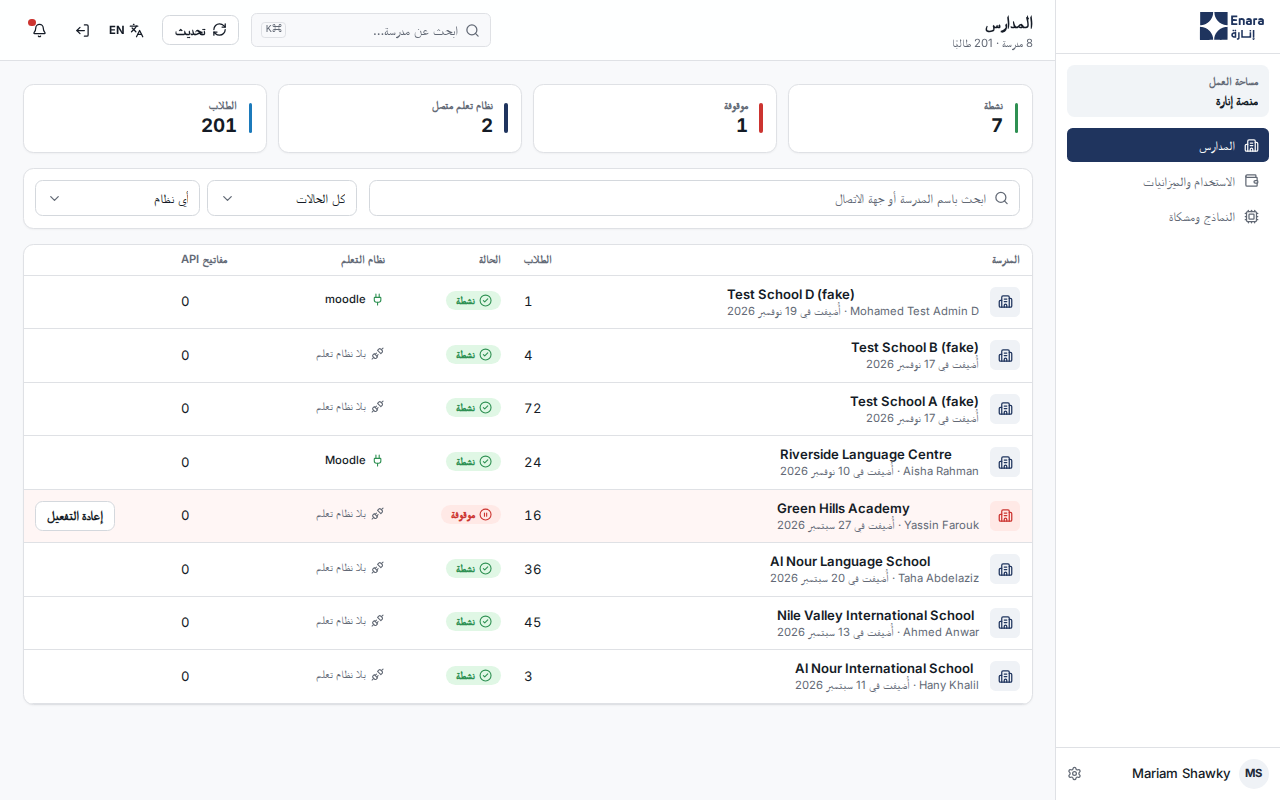 Enara
إنارة
مساحة العمل
منصة إنارة
المدارس
الاستخدام والميزانيات
النماذج ومشكاة
MS Mariam Shawky
المدارس
8 مدرسة · 201 طالبًا
ابحث عن مدرسة...
⌘K
تحديث
EN
نشطة
7
موقوفة
1
نظام تعلم متصل
2
الطلاب
201
ابحث باسم المدرسة أو جهة الاتصال
كل الحالات
أي نظام
المدرسة الطلاب الحالة نظام التعلم مفاتيح API
Test School D (fake)
Mohamed Test Admin D · أُضيفت في 19 نوفمبر 2026
1 نشطة moodle 0
Test School B (fake)
أُضيفت في 17 نوفمبر 2026
4 نشطة بلا نظام تعلم 0
Test School A (fake)
أُضيفت في 17 نوفمبر 2026
72 نشطة بلا نظام تعلم 0
Riverside Language Centre
Aisha Rahman · أُضيفت في 10 نوفمبر 2026
24 نشطة Moodle 0
Green Hills Academy
Yassin Farouk · أُضيفت في 27 سبتمبر 2026
16 موقوفة بلا نظام تعلم 0 إعادة التفعيل
Al Nour Language School
Taha Abdelaziz · أُضيفت في 20 سبتمبر 2026
36 نشطة بلا نظام تعلم 0
Nile Valley International School
Ahmed Anwar · أُضيفت في 13 سبتمبر 2026
45 نشطة بلا نظام تعلم 0
Al Nour International School
Hany Khalil · أُضيفت في 11 سبتمبر 2026
3 نشطة بلا نظام تعلم 0